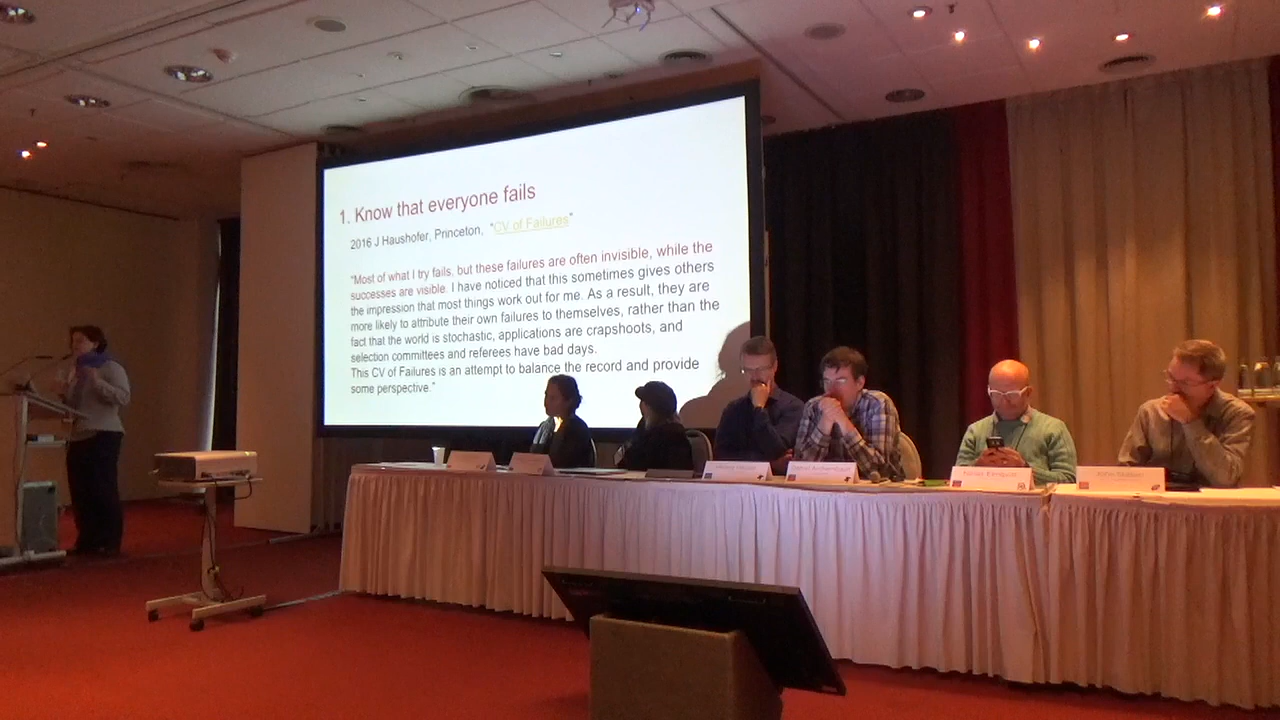 1. Know that everyone fails
2016 J Haushofer, Princeton, "CV of Failures"
"Most of what I try fails, but these failures are often invisible, while the
successes are visible. I have noticed that this sometimes gives others
the impression that most things work out for me. As a result, they are
more likely to attribute their own failures to themselves, rather than the
fact that the world is stochastic, applications are crapshoots, and
selection committees and referees have bad days.
This CV of Failures is an attempt to balance the record and provide
some perspective."